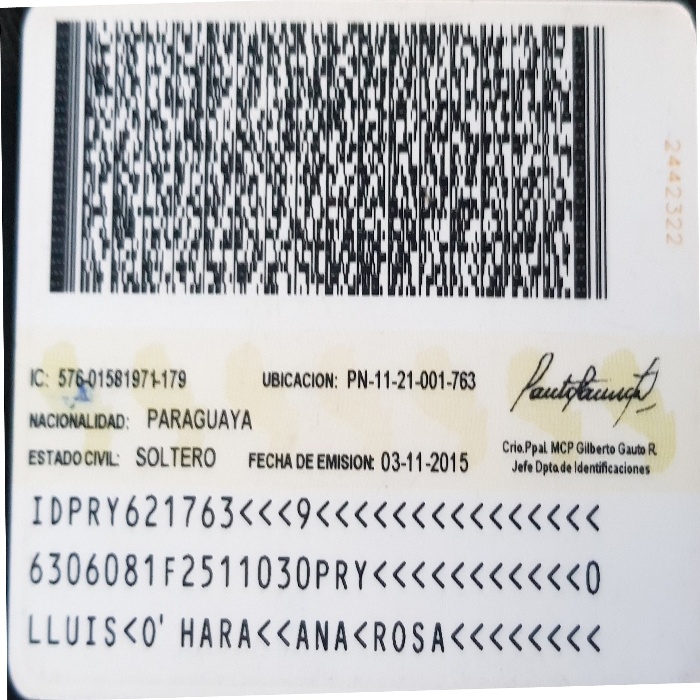 2442322
IC: 576-01581971-179 UBICACION: PN-11-21-001-763
NACIONALIDAD: PARAGUAYA
ESTADO CIVIL: SOLTERO FECHA DE EMISION: 03-11-2015
Crio.Ppal. MCP Gilberto Gauto R.
Jefe Dpto.de Identificaciones
IDPRY621763<<<9<<<<<<<<<<<<<<<
6306081F2511030PRY<<<<<<<<<<<0
LLUIS<O' HARA<<ANA<ROSA<<<<<<<<